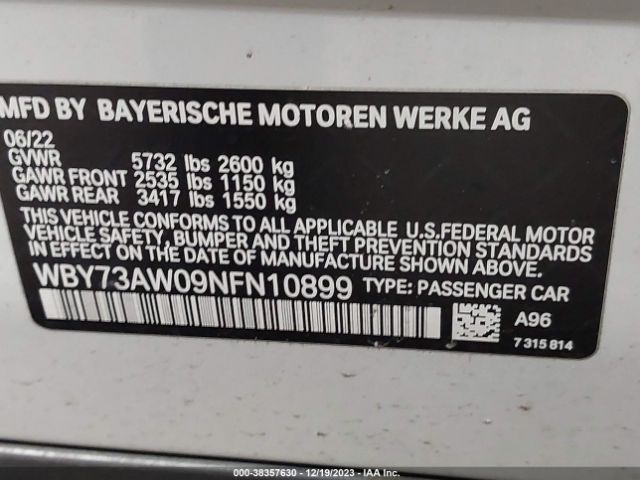 MFD BY BAYERISCHE MOTOREN WERKE AG
06/22
GVWR 5732 lbs 2600 kg
GAWR FRONT 2535 lbs 1150 kg
GAWR REAR 3417 lbs 1550 kg
THIS VEHICLE CONFORMS TO ALL APPLICABLE U.S.FEDERAL MOTOR
VEHICLE SAFETY, BUMPER, AND THEFT PREVENTION STANDARDS
IN EFFECT ON THE DATE OF MANUFACTURE SHOWN ABOVE.
WBY73AW09NFN10899 TYPE: PASSENGER CAR
A96
7 315 814
000-38357630 - 12/19/2023 - IAA Inc.